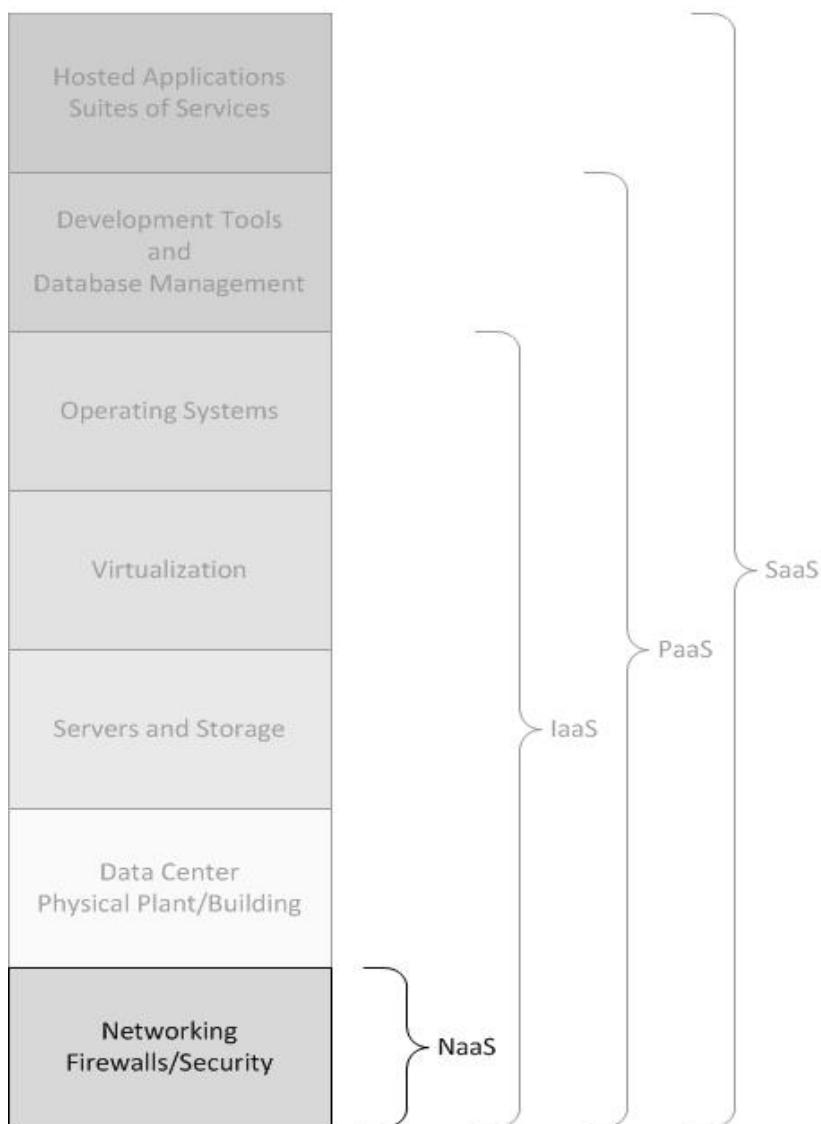 Hosted Applications
Suites of Services
Development Tools
and
Database Management
Operating Systems
Virtualization
SaaS
PaaS
Servers and Storage
IaaS
Data Center
Physical Plant/Building
Networking
Firewalls/Security
NaaS